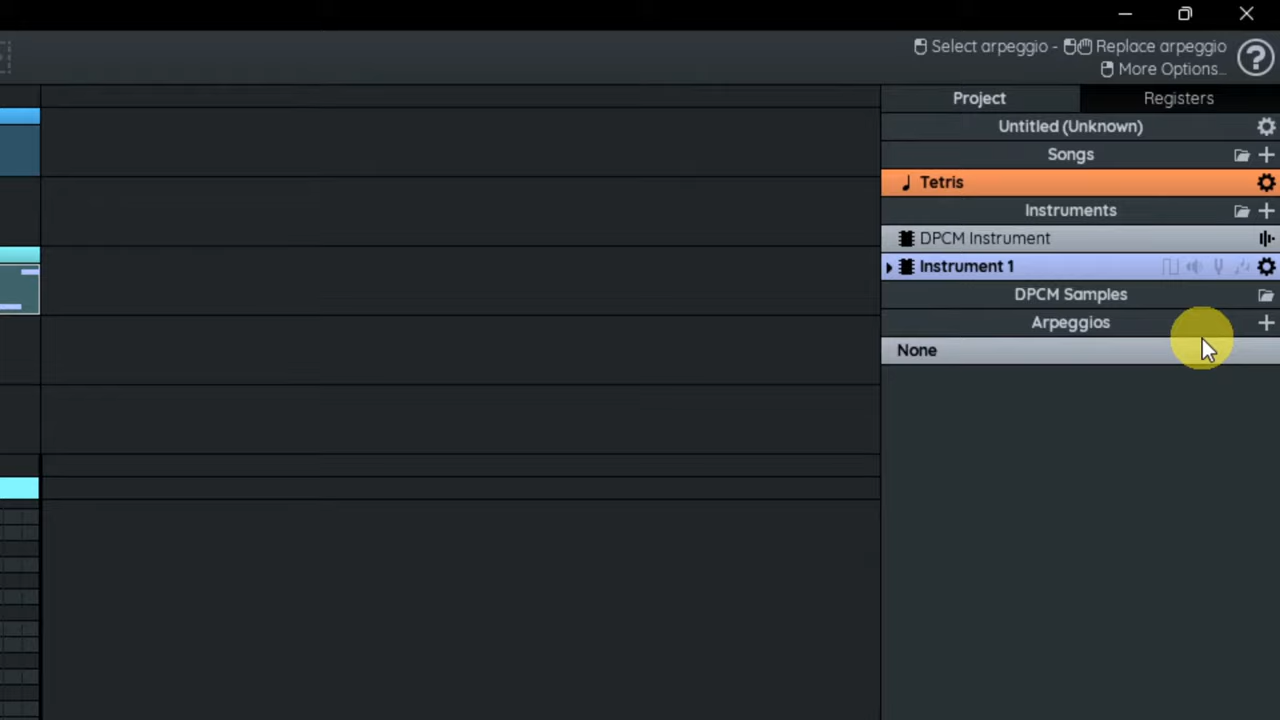 Select arpeggio - Replace arpeggio
More Options...
Project Registers
Untitled (Unknown)
Songs
Tetris
Instruments
DPCM Instrument
Instrument 1
DPCM Samples
Arpeggios
None